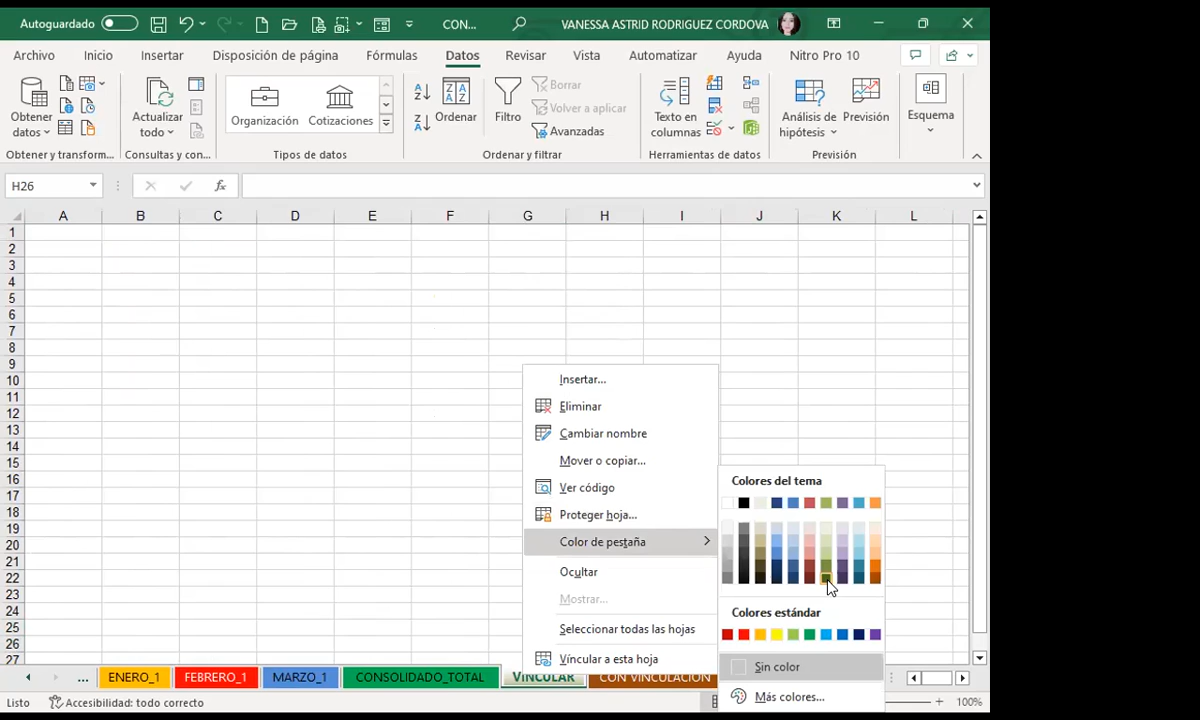 Autoguardado CON... VANESSA ASTRID RODRIGUEZ CORDOVA
Archivo Inicio Insertar Disposición de página Fórmulas Datos Revisar Vista Automatizar Ayuda Nitro Pro 10
Obtener datos
Actualizar todo
Organización Cotizaciones
Ordenar
Filtro
Borrar
Volver a aplicar
Avanzadas
Texto en columnas
Análisis de hipótesis
Previsión
Esquema
Obtener y transform... Consultas y con... Tipos de datos Ordenar y filtrar Herramientas de datos Previsión
H26 fx
A B C D E F G H I J K L
1
2
3
4
5
6
7
8
9
10
11
12
13
14
15
16
17
18
19
20
21
22
23
24
25
26
27
Insertar...
Eliminar
Cambiar nombre
Mover o copiar...
Ver código
Proteger hoja...
Color de pestaña
Ocultar
Mostrar...
Seleccionar todas las hojas
Vincular a esta hoja
Colores del tema
Colores estándar
Sin color
Más colores...
... ENERO_1 FEBRERO_1 MARZO_1 CONSOLIDADO_TOTAL VINCULAR CON VINCULACION
Listo Accesibilidad: todo correcto 100%